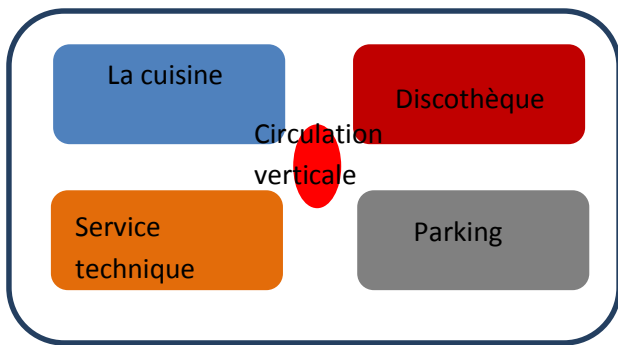 La cuisine
Discothèque
Circulation
verticale
Service
technique
Parking